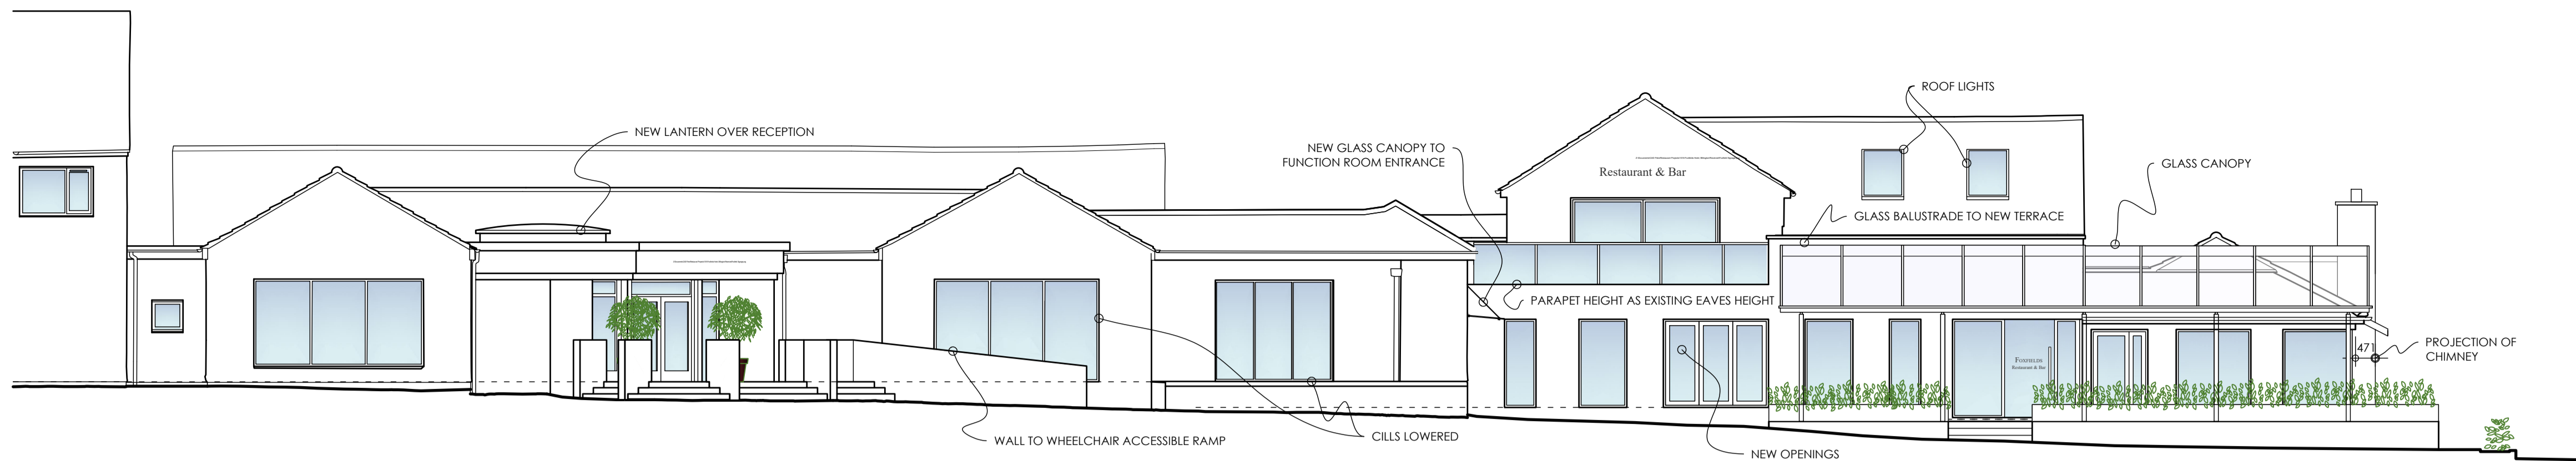 NEW LANTERN OVER RECEPTION
NEW GLASS CANOPY TO
FUNCTION ROOM ENTRANCE
Restaurant & Bar
ROOF LIGHTS
GLASS CANOPY
GLASS BALUSTRADE TO NEW TERRACE
PARAPET HEIGHT AS EXISTING EAVES HEIGHT
FOXFIELDS
Restaurant & Bar
471
PROJECTION OF
CHIMNEY
WALL TO WHEELCHAIR ACCESSIBLE RAMP
CILLS LOWERED
NEW OPENINGS